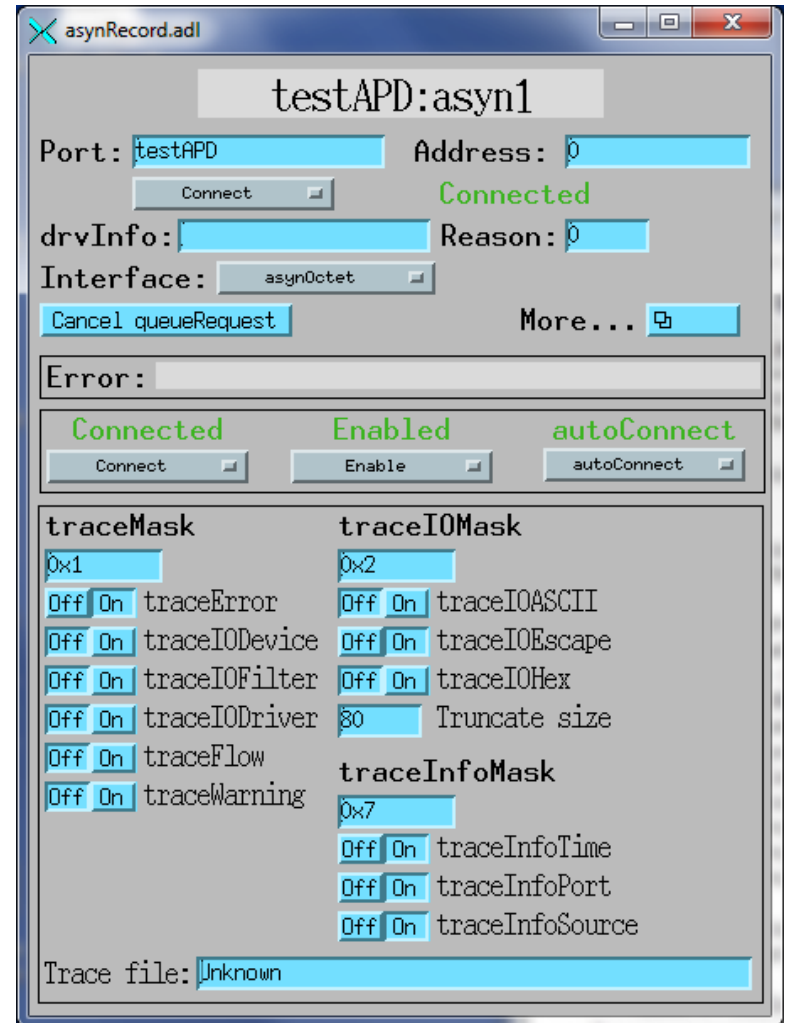 asynRecord.adl
testAPD:asyn1
Port: testAPD Address: 0
Connect Connected
drvInfo: Reason: 0
Interface: asynOctet
Cancel queueRequest More...
Error:
Connected Enabled autoConnect
Connect Enable autoConnect
traceMask traceIOMask
0x1 0x2
Off On traceError Off On traceIOASCII
Off On traceIODevice Off On traceIOEscape
Off On traceIOFilter Off On traceIOHex
Off On traceIODriver 80 Truncate size
Off On traceFlow
traceInfoMask
Off On traceWarning
0x7
Off On traceInfoTime
Off On traceInfoPort
Off On traceInfoSource
Trace file: Unknown